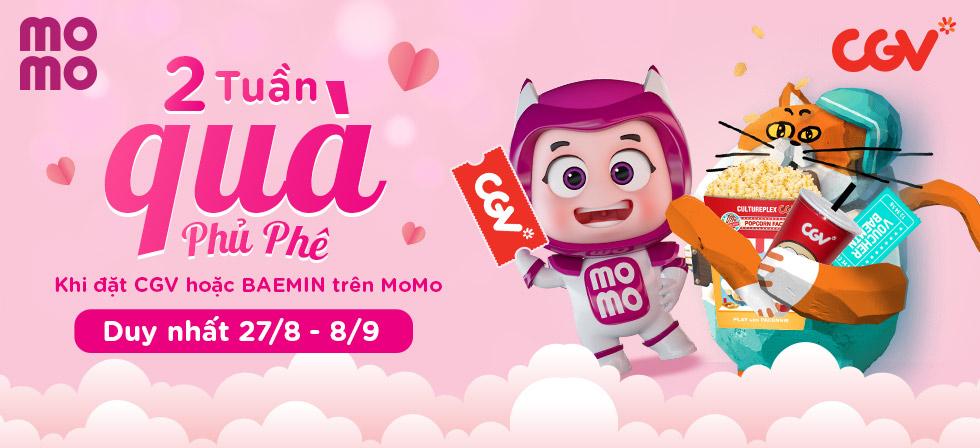 mo
mo
CGV
2 Tuần
quà
Phủ Phê
Khi đặt CGV hoặc BAEMIN trên MoMo
Duy nhất 27/8 - 8/9
CGV
mo
mo
CULTUREPLEX
POPCORN
CGV
VOUCHER
BAEMIN